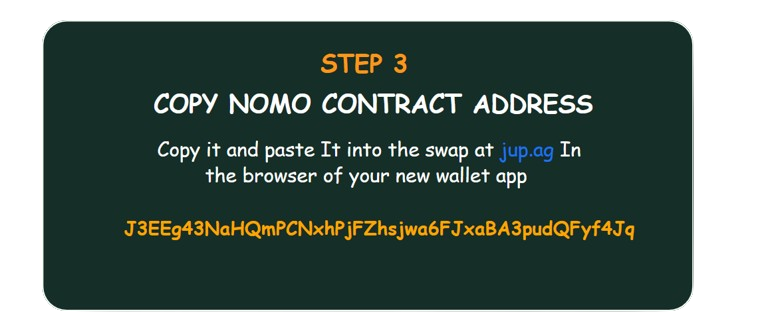 STEP 3
COPY NOMO CONTRACT ADDRESS
Copy it and paste It into the swap at jup.ag In
the browser of your new wallet app
J3EEg43NaHQmPCNxhPjFZhsjwa6FJxaBA3pudQFyf4Jq